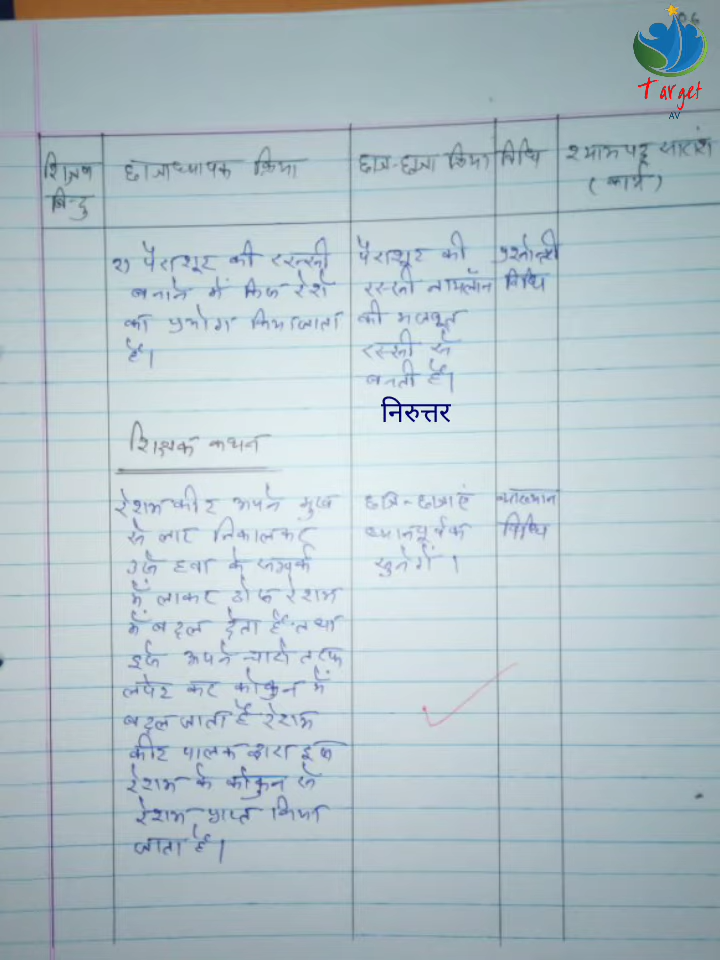 06
Target
AV
शिक्षण
बिन्दु
छात्राध्यापक क्रिया
छात्र-छात्रा क्रिया
विधि
श्यामपट्ट सारांश
(कार्य)
2) पैराशूट की रस्सी
बनाने में किस रेशे
का प्रयोग किया जाता
है।
पैराशूट की
रस्सी नायलॉन
की मजबूत
रस्सी से
बनती है।
निरुत्तर
प्रश्नोत्तरी
विधि
शिक्षक कथन
रेशम कीट अपने मुख
से लार निकालकर
उसे हवा के सम्पर्क
में लाकर ठोस रेशम
में बदल देता है तथा
इसे अपने चारो तरफ
लपेट कर कोकुन में
बदल जाता है रेशम
कीट पालक द्वारा इस
रेशम के कोकुन से
रेशम प्राप्त किया
जाता है।
छात्र-छात्राएं
ध्यानपूर्वक
सुनेगें।
व्याख्यान
विधि